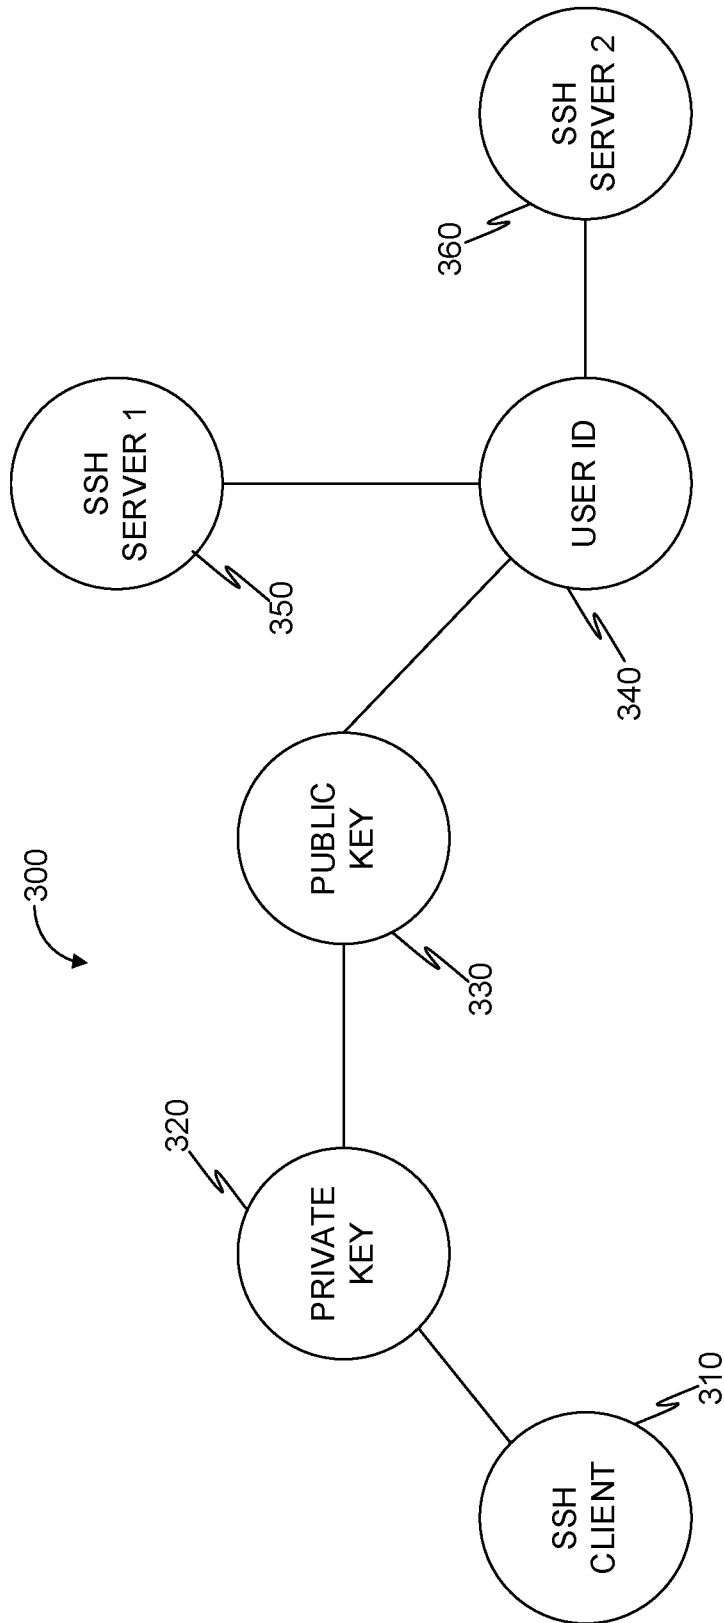 300
SSH
CLIENT
310
PRIVATE
KEY
320
PUBLIC
KEY
330
USER ID
340
SSH
SERVER 1
350
SSH
SERVER 2
360